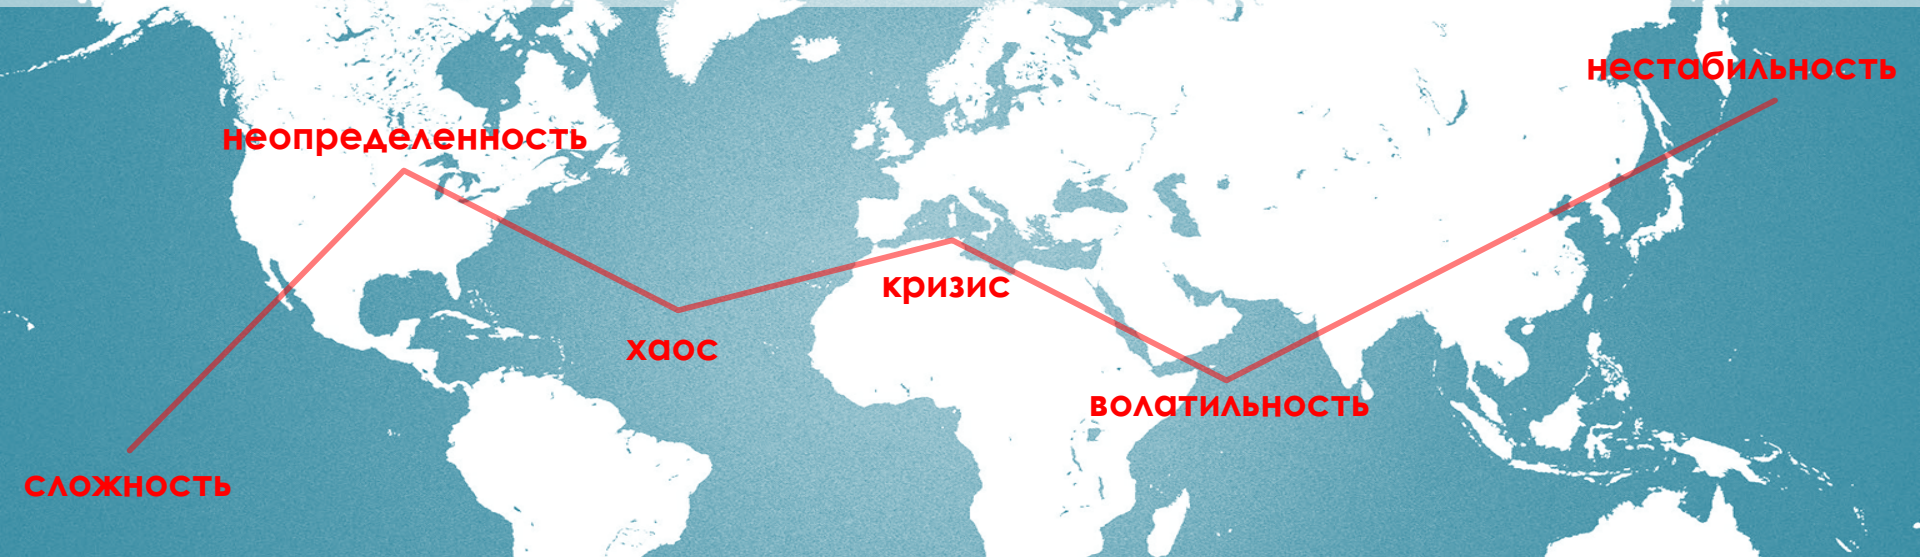 нестабильность
неопределенность
кризис
хаос
волатильность
сложность